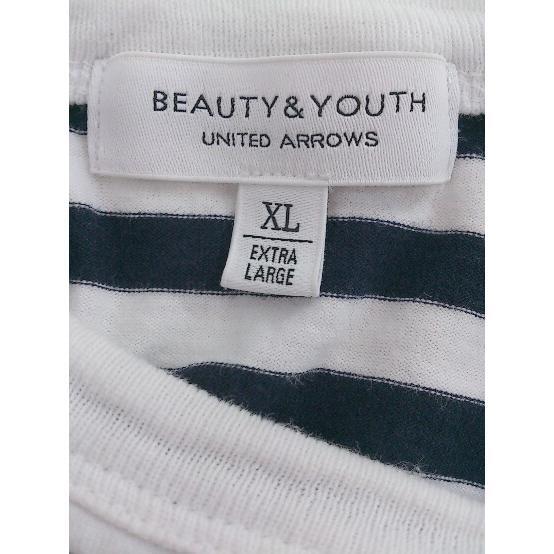 BEAUTY&YOUTH
UNITED ARROWS
XL
EXTRA
LARGE